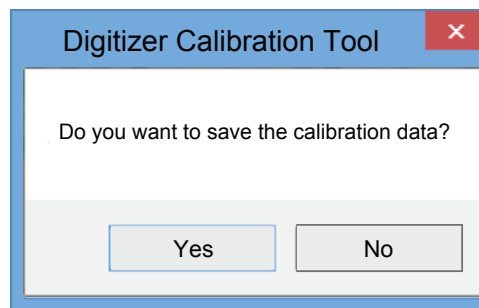 Digitizer Calibration Tool
Do you want to save the calibration data?
Yes
No